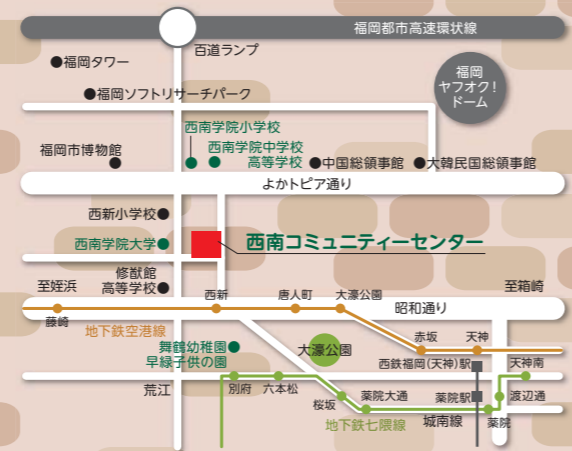 福岡都市高速環状線
百道ランプ
福岡タワー
福岡
ヤフオク!
ドーム
福岡ソフトリサーチパーク
西南学院小学校
西南学院中学校
高等学校
福岡市博物館
中国総領事館
大韓民国総領事館
よかトピア通り
西新小学校
西南学院大学
西南コミュニティーセンター
修猷館
高等学校
至姪浜
西新
唐人町
大濠公園
昭和通り
至箱崎
藤崎
地下鉄空港線
赤坂
天神
舞鶴幼稚園
早緑子供の園
大濠公園
西鉄福岡(天神)駅
天神南
荒江
別府
六本松
桜坂
薬院大通
薬院駅
渡辺通
地下鉄七隈線
城南線
薬院